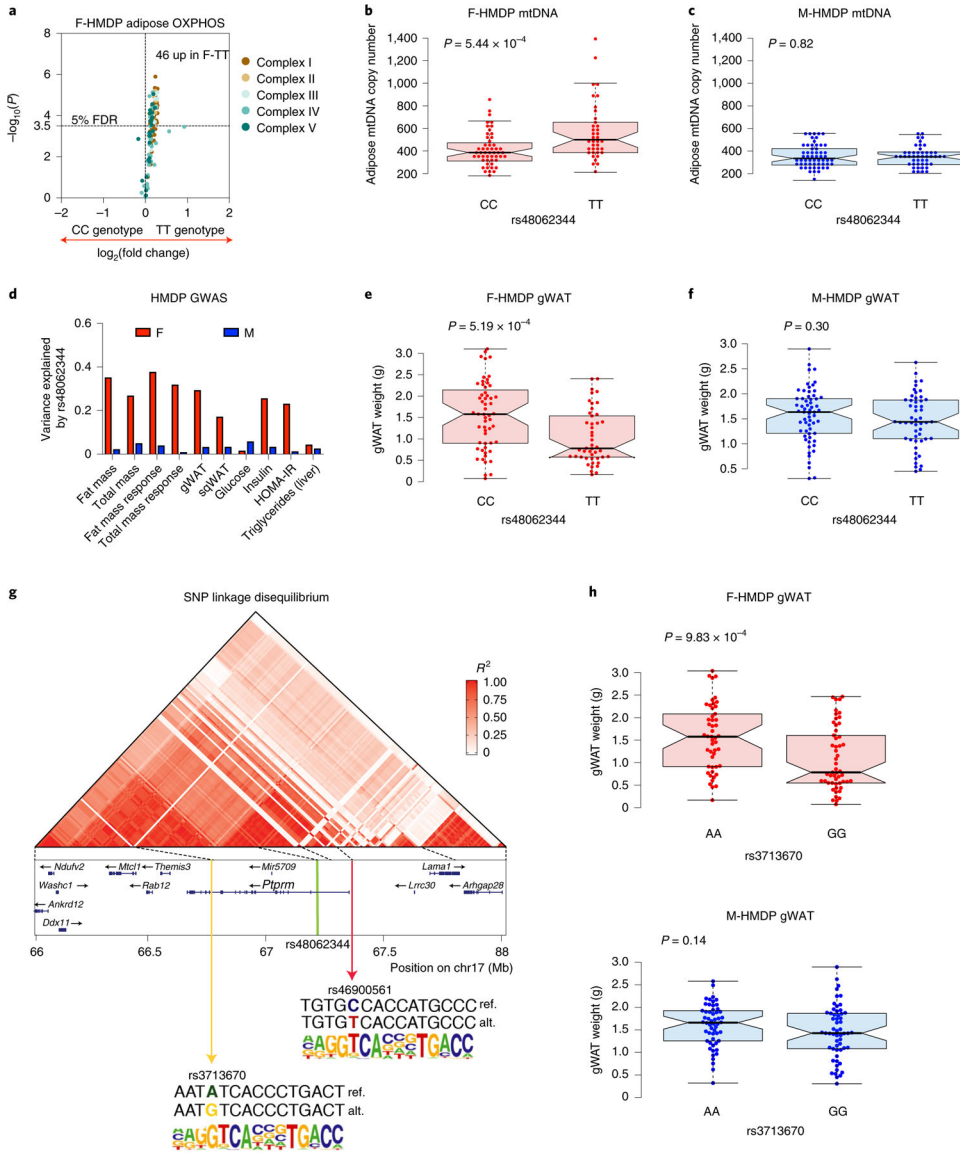 a
F-HMDP adipose OXPHOS
8
6
4
3.5
2
0
–log10(P)
46 up in F-TT
5% FDR
–2 –1 0 1 2
CC genotype TT genotype
log2(fold change)
Complex I
Complex II
Complex III
Complex IV
Complex V
b
F-HMDP mtDNA
P = 5.44 × 10–4
Adipose mtDNA copy number
1,400
1,200
1,000
800
600
400
200
CC TT
rs48062344
c
M-HMDP mtDNA
P = 0.82
Adipose mtDNA copy number
1,400
1,200
1,000
800
600
400
200
CC TT
rs48062344
d
HMDP GWAS
F M
Variance explained
by rs48062344
0.6
0.4
0.2
0
Fat mass
Total mass
Fat mass response
Total mass response
gWAT
sqWAT
Glucose
Insulin
HOMA-IR
Triglycerides (liver)
e
F-HMDP gWAT
P = 5.19 × 10–4
gWAT weight (g)
3.0
2.5
2.0
1.5
1.0
0.5
0
CC TT
rs48062344
f
M-HMDP gWAT
P = 0.30
gWAT weight (g)
3.0
2.5
2.0
1.5
1.0
0.5
0
CC TT
rs48062344
g
SNP linkage disequilibrium
R2
1.00
0.75
0.50
0.25
0
Ndufv2 Mtcl1 Themis3 Mir5709 Lama1
Washc1 Rab12 Ptprm Lrrc30 Arhgap28
Ankrd12
Ddx11
rs48062344
66 66.5 67 67.5 88
Position on chr17 (Mb)
rs46900561
TGTGCCACCATGCCC ref.
TGTGTCACCATGCCC alt.
AGGTCA TGACC
rs3713670
AATATCACCCTGACT ref.
AATGTCACCCTGACT alt.
AGGTCA TGACC
h
F-HMDP gWAT
P = 9.83 × 10–4
gWAT weight (g)
3.0
2.5
2.0
1.5
1.0
0.5
0
AA GG
rs3713670
M-HMDP gWAT
P = 0.14
gWAT weight (g)
3.0
2.5
2.0
1.5
1.0
0.5
0
AA GG
rs3713670